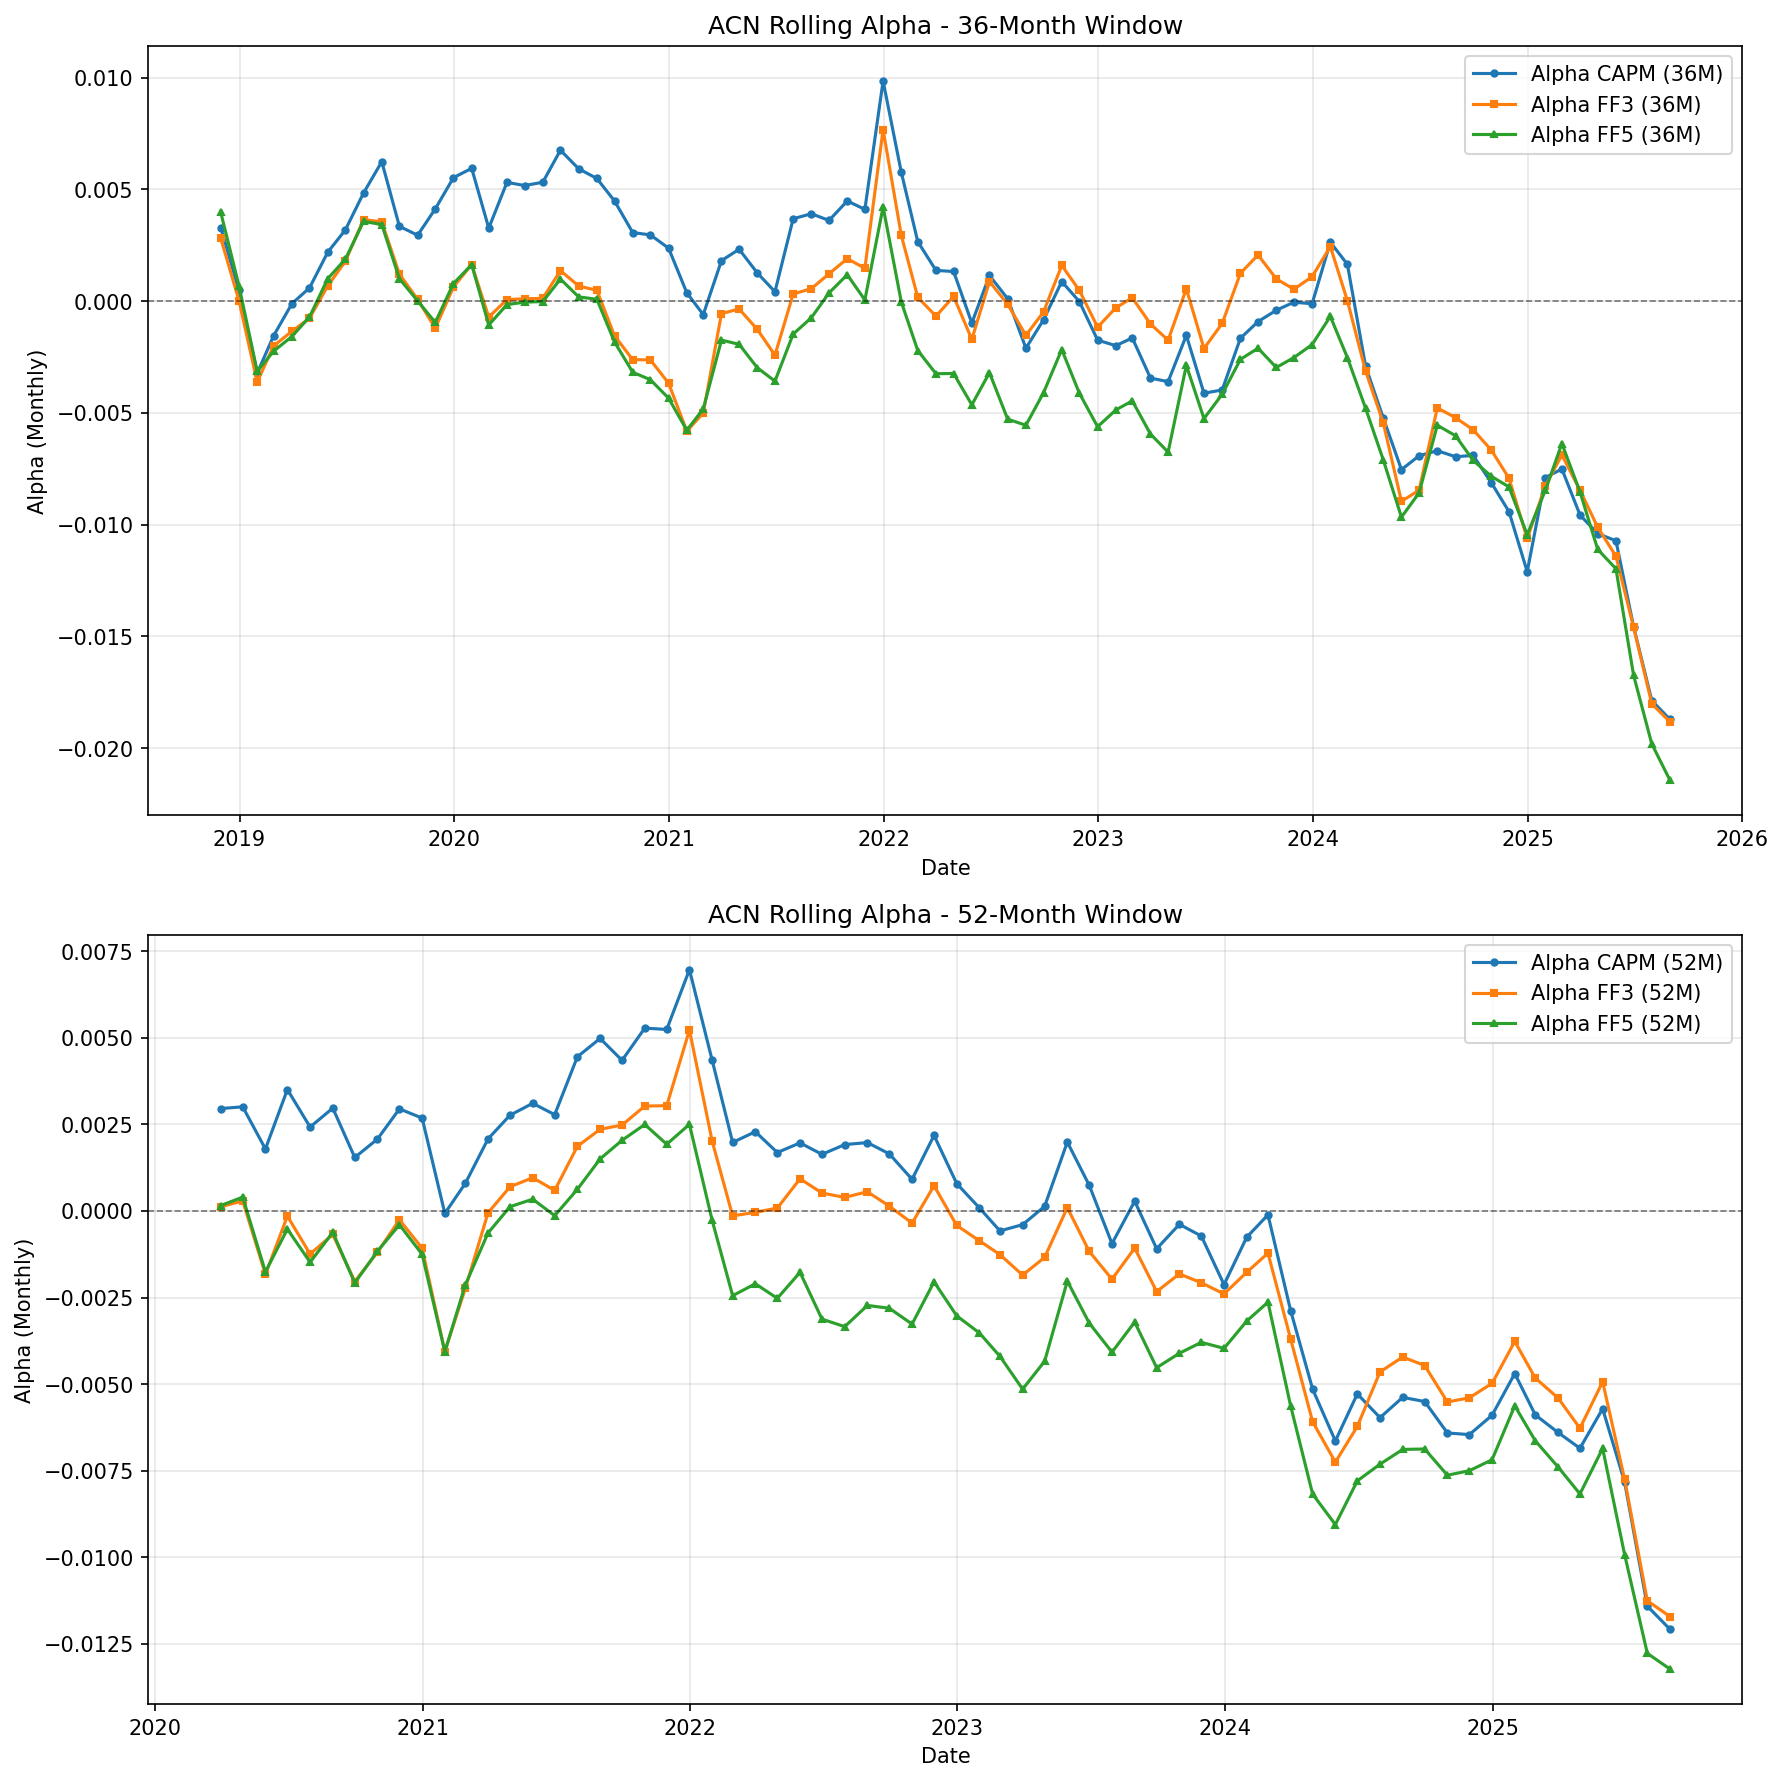 ACN Rolling Alpha - 36-Month Window
Alpha CAPM (36M)
Alpha FF3 (36M)
Alpha FF5 (36M)
Alpha (Monthly)
0.010
0.005
0.000
−0.005
−0.010
−0.015
−0.020
2019 2020 2021 2022 2023 2024 2025 2026
Date
ACN Rolling Alpha - 52-Month Window
Alpha CAPM (52M)
Alpha FF3 (52M)
Alpha FF5 (52M)
Alpha (Monthly)
0.0075
0.0050
0.0025
0.0000
−0.0025
−0.0050
−0.0075
−0.0100
−0.0125
2020 2021 2022 2023 2024 2025
Date